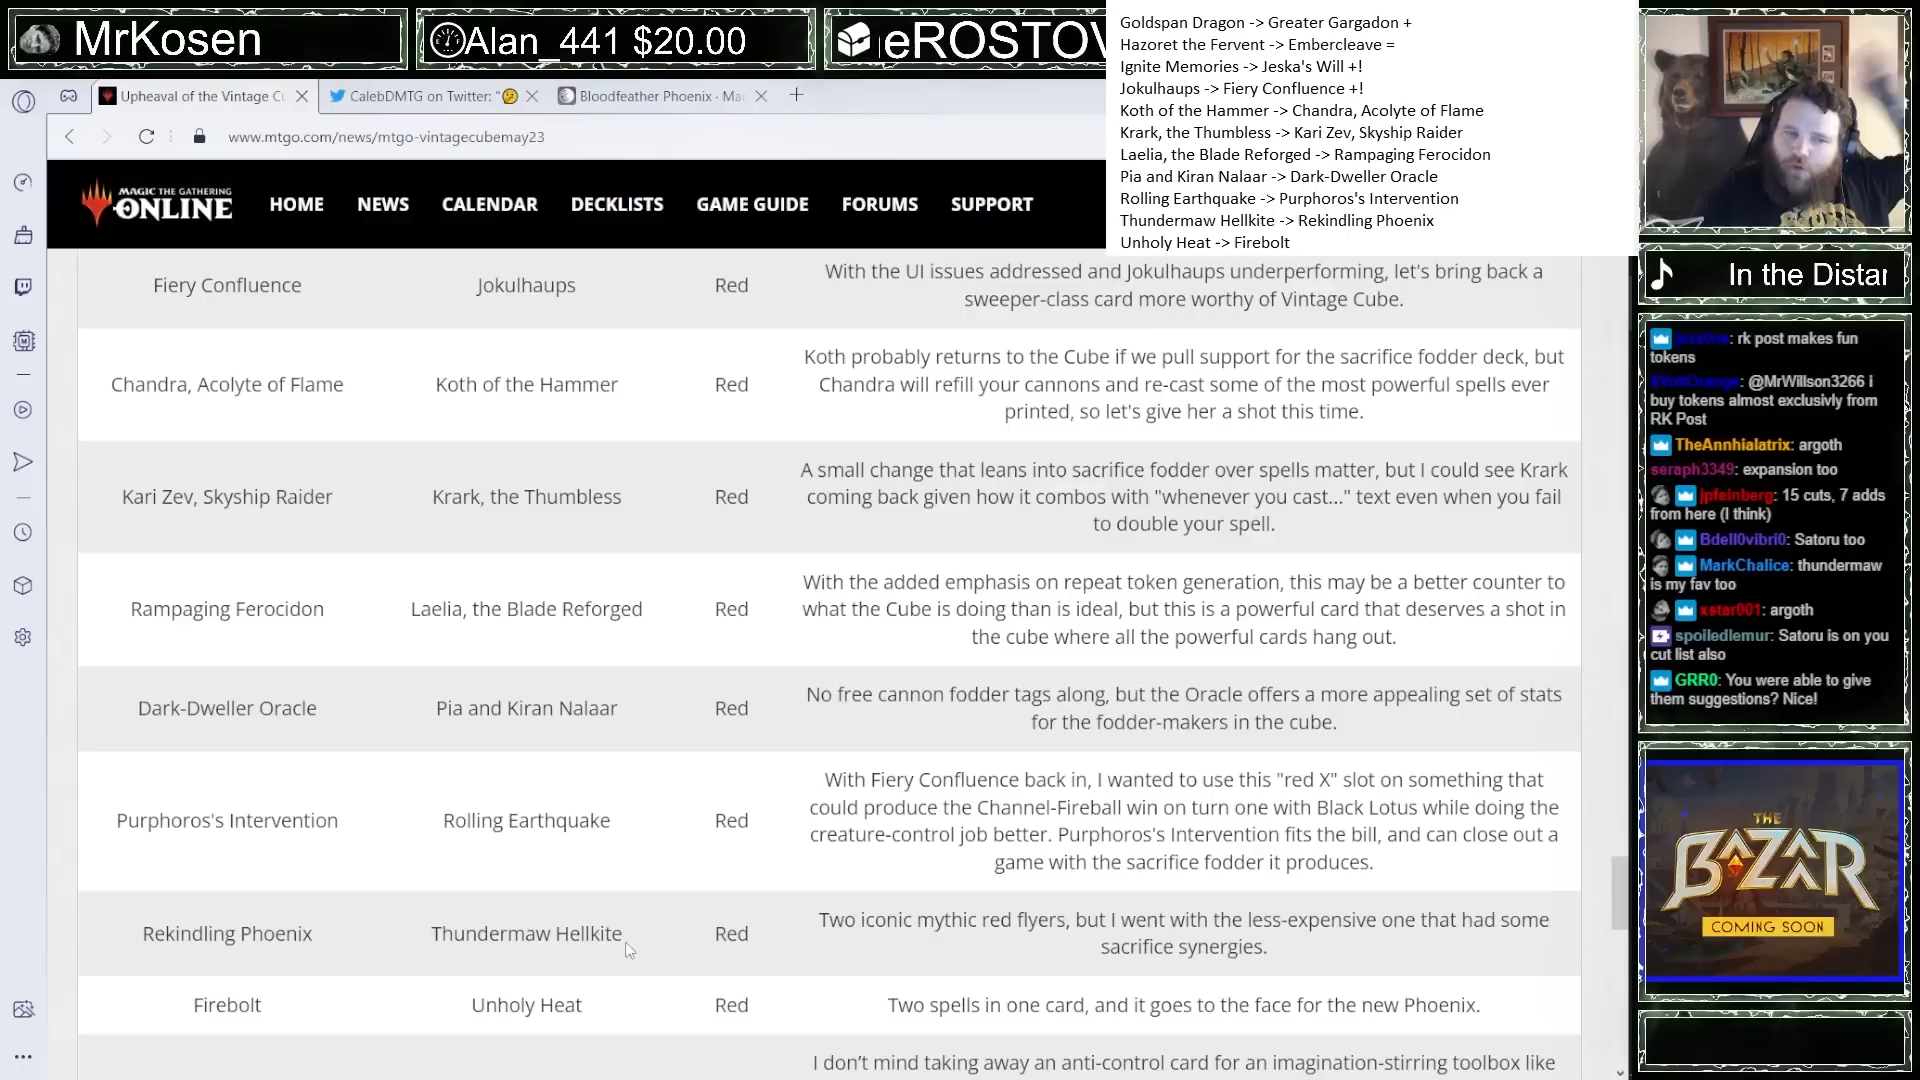 MrKosen
Alan_441 $20.00
eROSTOV
Goldspan Dragon -> Greater Gargadon +
Hazoret the Fervent -> Embercleave =
Ignite Memories -> Jeska's Will +!
Jokulhaups -> Fiery Confluence +!
Koth of the Hammer -> Chandra, Acolyte of Flame
Krark, the Thumbless -> Kari Zev, Skyship Raider
Laelia, the Blade Reforged -> Rampaging Ferocidon
Pia and Kiran Nalaar -> Dark-Dweller Oracle
Rolling Earthquake -> Purphoros's Intervention
Thundermaw Hellkite -> Rekindling Phoenix
Unholy Heat -> Firebolt
Upheaval of the Vintage Cu
CalebDMTG on Twitter: "🤔
Bloodfeather Phoenix · Ma
www.mtgo.com/news/mtgo-vintagecubemay23
MAGIC THE GATHERING
ONLINE
HOME NEWS CALENDAR DECKLISTS GAME GUIDE FORUMS SUPPORT
Fiery Confluence Jokulhaups Red
With the UI issues addressed and Jokulhaups underperforming, let's bring back a
sweeper-class card more worthy of Vintage Cube.
Chandra, Acolyte of Flame Koth of the Hammer Red
Koth probably returns to the Cube if we pull support for the sacrifice fodder deck, but
Chandra will refill your cannons and re-cast some of the most powerful spells ever
printed, so let's give her a shot this time.
Kari Zev, Skyship Raider Krark, the Thumbless Red
A small change that leans into sacrifice fodder over spells matter, but I could see Krark
coming back given how it combos with "whenever you cast..." text even when you fail
to double your spell.
Rampaging Ferocidon Laelia, the Blade Reforged Red
With the added emphasis on repeat token generation, this may be a better counter to
what the Cube is doing than is ideal, but this is a powerful card that deserves a shot in
the cube where all the powerful cards hang out.
Dark-Dweller Oracle Pia and Kiran Nalaar Red
No free cannon fodder tags along, but the Oracle offers a more appealing set of stats
for the fodder-makers in the cube.
Purphoros's Intervention Rolling Earthquake Red
With Fiery Confluence back in, I wanted to use this "red X" slot on something that
could produce the Channel-Fireball win on turn one with Black Lotus while doing the
creature-control job better. Purphoros's Intervention fits the bill, and can close out a
game with the sacrifice fodder it produces.
Rekindling Phoenix Thundermaw Hellkite Red
Two iconic mythic red flyers, but I went with the less-expensive one that had some
sacrifice synergies.
Firebolt Unholy Heat Red
Two spells in one card, and it goes to the face for the new Phoenix.
I don't mind taking away an anti-control card for an imagination-stirring toolbox like
In the Distan
: rk post makes fun
tokens
: @MrWillson3266 i
buy tokens almost exclusivly from
RK Post
TheAnnhialatrix: argoth
seraph3349: expansion too
jpfeinberg: 15 cuts, 7 adds
from here (I think)
Bdell0vibri0: Satoru too
MarkChalice: thundermaw
is my fav too
xstar001: argoth
spoiledlemur: Satoru is on you
cut list also
GRR0: You were able to give
them suggestions? Nice!
THE
BAZAAR
COMING SOON